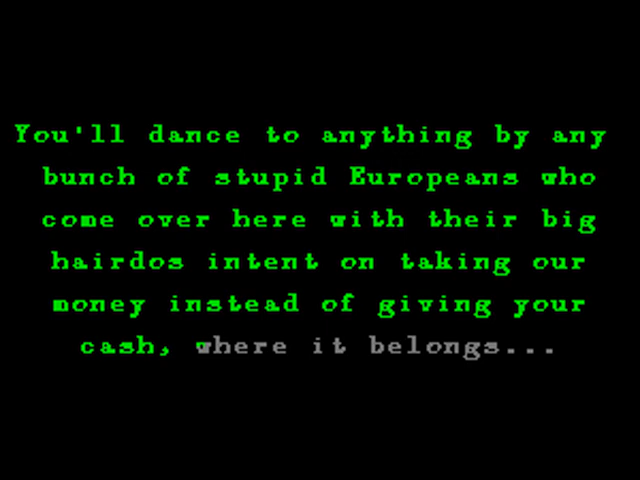 You'll dance to anything by any
bunch of stupid Europeans who
come over here with their big
hairdos intent on taking our
money instead of giving your
cash, where it belongs...